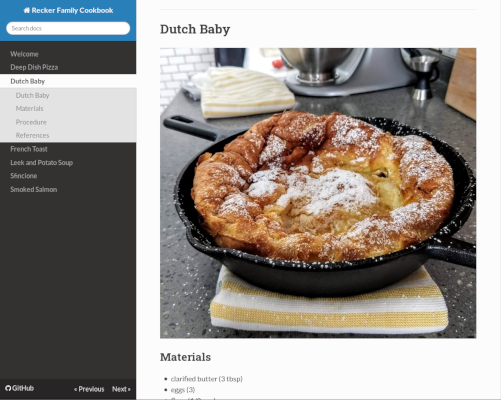 Recker Family Cookbook
Search docs
Welcome
Deep Dish Pizza
Dutch Baby
Dutch Baby
Materials
Procedure
References
French Toast
Leek and Potato Soup
Sfincione
Smoked Salmon
GitHub
« Previous
Next »
Dutch Baby
Materials
clarified butter (3 tbsp)
eggs (3)